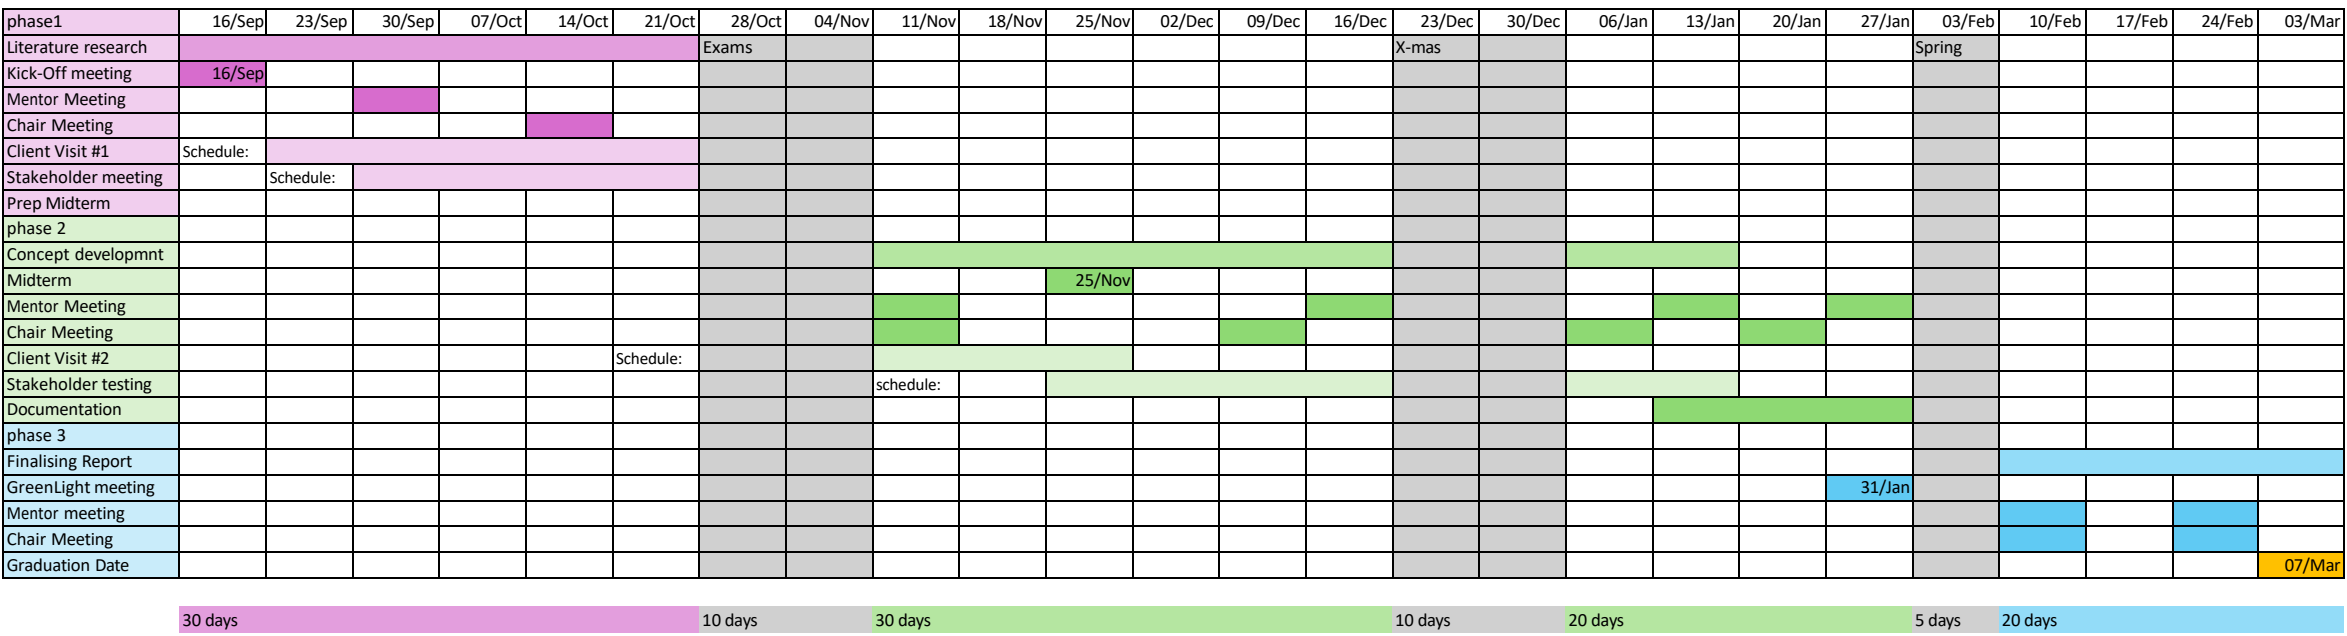 phase1 16/Sep 23/Sep 30/Sep 07/Oct 14/Oct 21/Oct 28/Oct 04/Nov 11/Nov 18/Nov 25/Nov 02/Dec 09/Dec 16/Dec 23/Dec 30/Dec 06/Jan 13/Jan 20/Jan 27/Jan 03/Feb 10/Feb 17/Feb 24/Feb 03/Mar
Literature research Exams X-mas Spring
Kick-Off meeting 16/Sep
Mentor Meeting
Chair Meeting
Client Visit #1 Schedule:
Stakeholder meeting Schedule:
Prep Midterm
phase 2
Concept developmnt
Midterm 25/Nov
Mentor Meeting
Chair Meeting
Client Visit #2 Schedule:
Stakeholder testing schedule:
Documentation
phase 3
Finalising Report
GreenLight meeting 31/Jan
Mentor meeting
Chair Meeting
Graduation Date 07/Mar
30 days 10 days 30 days 10 days 20 days 5 days 20 days